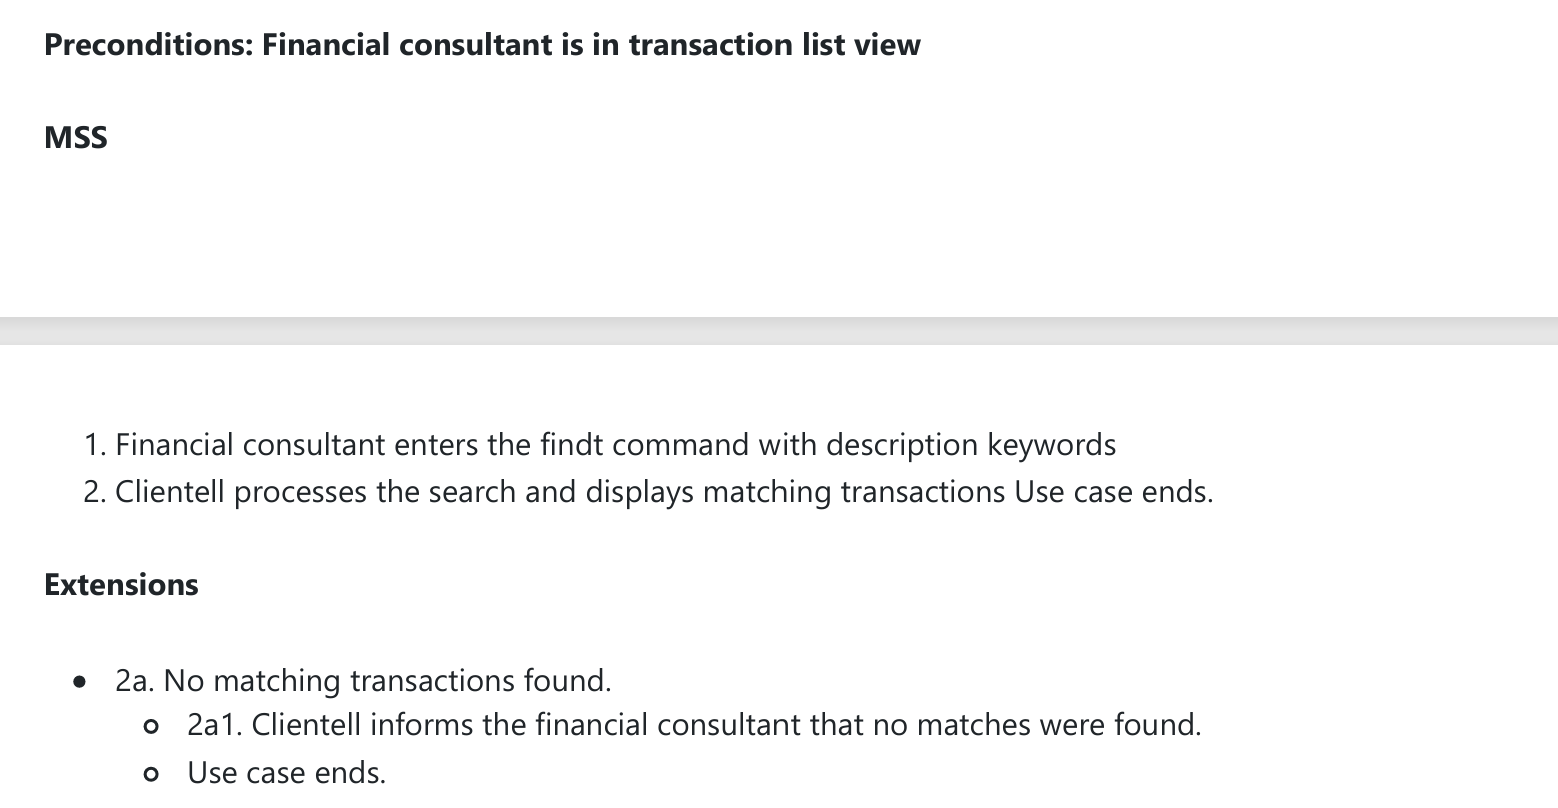 Preconditions: Financial consultant is in transaction list view
MSS
1. Financial consultant enters the findt command with description keywords
2. Clientell processes the search and displays matching transactions Use case ends.
Extensions
• 2a. No matching transactions found.
o 2a1. Clientell informs the financial consultant that no matches were found.
o Use case ends.